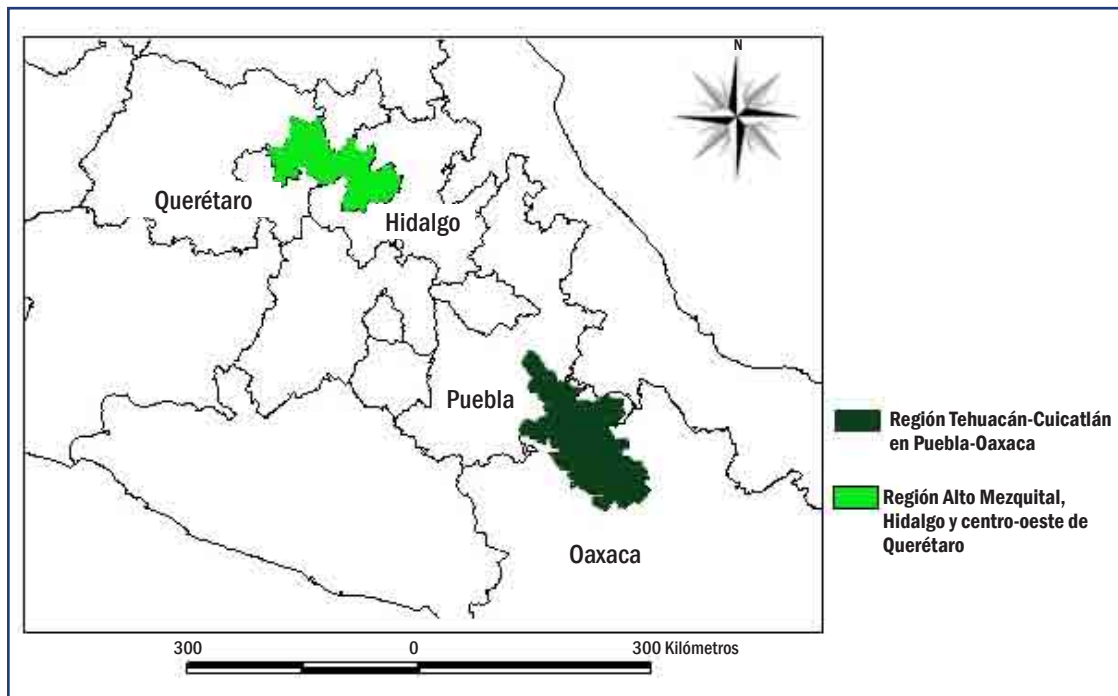 N
Querétaro
Hidalgo
Puebla
Oaxaca
Región Tehuacán-Cuicatlán
en Puebla-Oaxaca
Región Alto Mezquital,
Hidalgo y centro-oeste de
Querétaro
300 0 300 Kilómetros